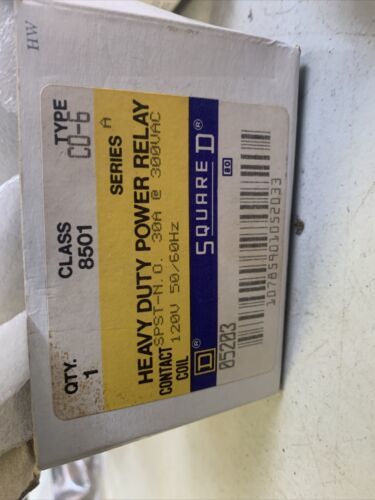 HW
QTY. CLASS TYPE
1 8501 CO-6
SERIES A
HEAVY DUTY POWER RELAY
CONTACT SPST-N.O. 30A @ 300VAC
COIL 120V 50/60Hz
D® SQUARE D®
05203
10785901052033